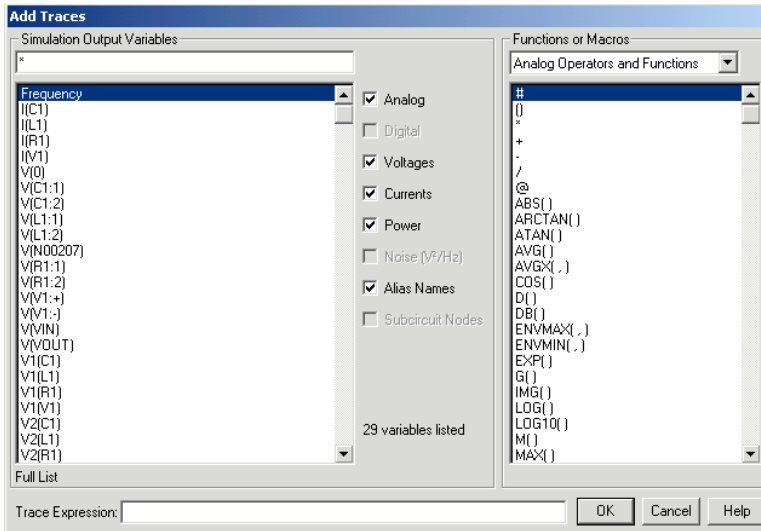 Add Traces
Simulation Output Variables
*
Frequency
I(C1)
I(L1)
I(R1)
I(V1)
V(0)
V(C1:1)
V(C1:2)
V(L1:1)
V(L1:2)
V(N00207)
V(R1:1)
V(R1:2)
V(V1:+)
V(V1:-)
V(VIN)
V(VOUT)
V1(C1)
V1(L1)
V1(R1)
V1(V1)
V2(C1)
V2(L1)
V2(R1)
Full List
Analog
Digital
Voltages
Currents
Power
Noise (V²/Hz)
Alias Names
Subcircuit Nodes
29 variables listed
Functions or Macros
Analog Operators and Functions
#
()
*
+
-
/
@
ABS( )
ARCTAN( )
ATAN( )
AVG( )
AVGX( , )
COS( )
D( )
DB( )
ENVMAX( , )
ENVMIN( , )
EXP( )
G( )
IMG( )
LOG( )
LOG10( )
M( )
MAX( )
Trace Expression:
OK
Cancel
Help